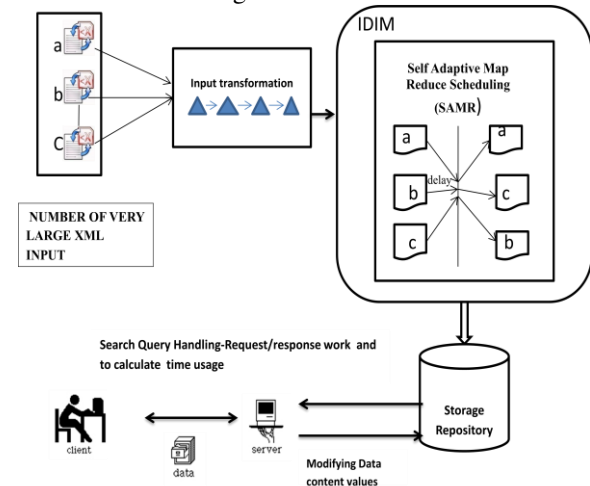 IDIM
a
b
c
Input transformation
Self Adaptive Map
Reduce Scheduling
(SAMR)
a
a
b
delay
c
c
b
NUMBER OF VERY
LARGE XML
INPUT
Search Query Handling-Request/response work and
to calculate time usage
client
data
server
Storage
Repository
Modifying Data
content values